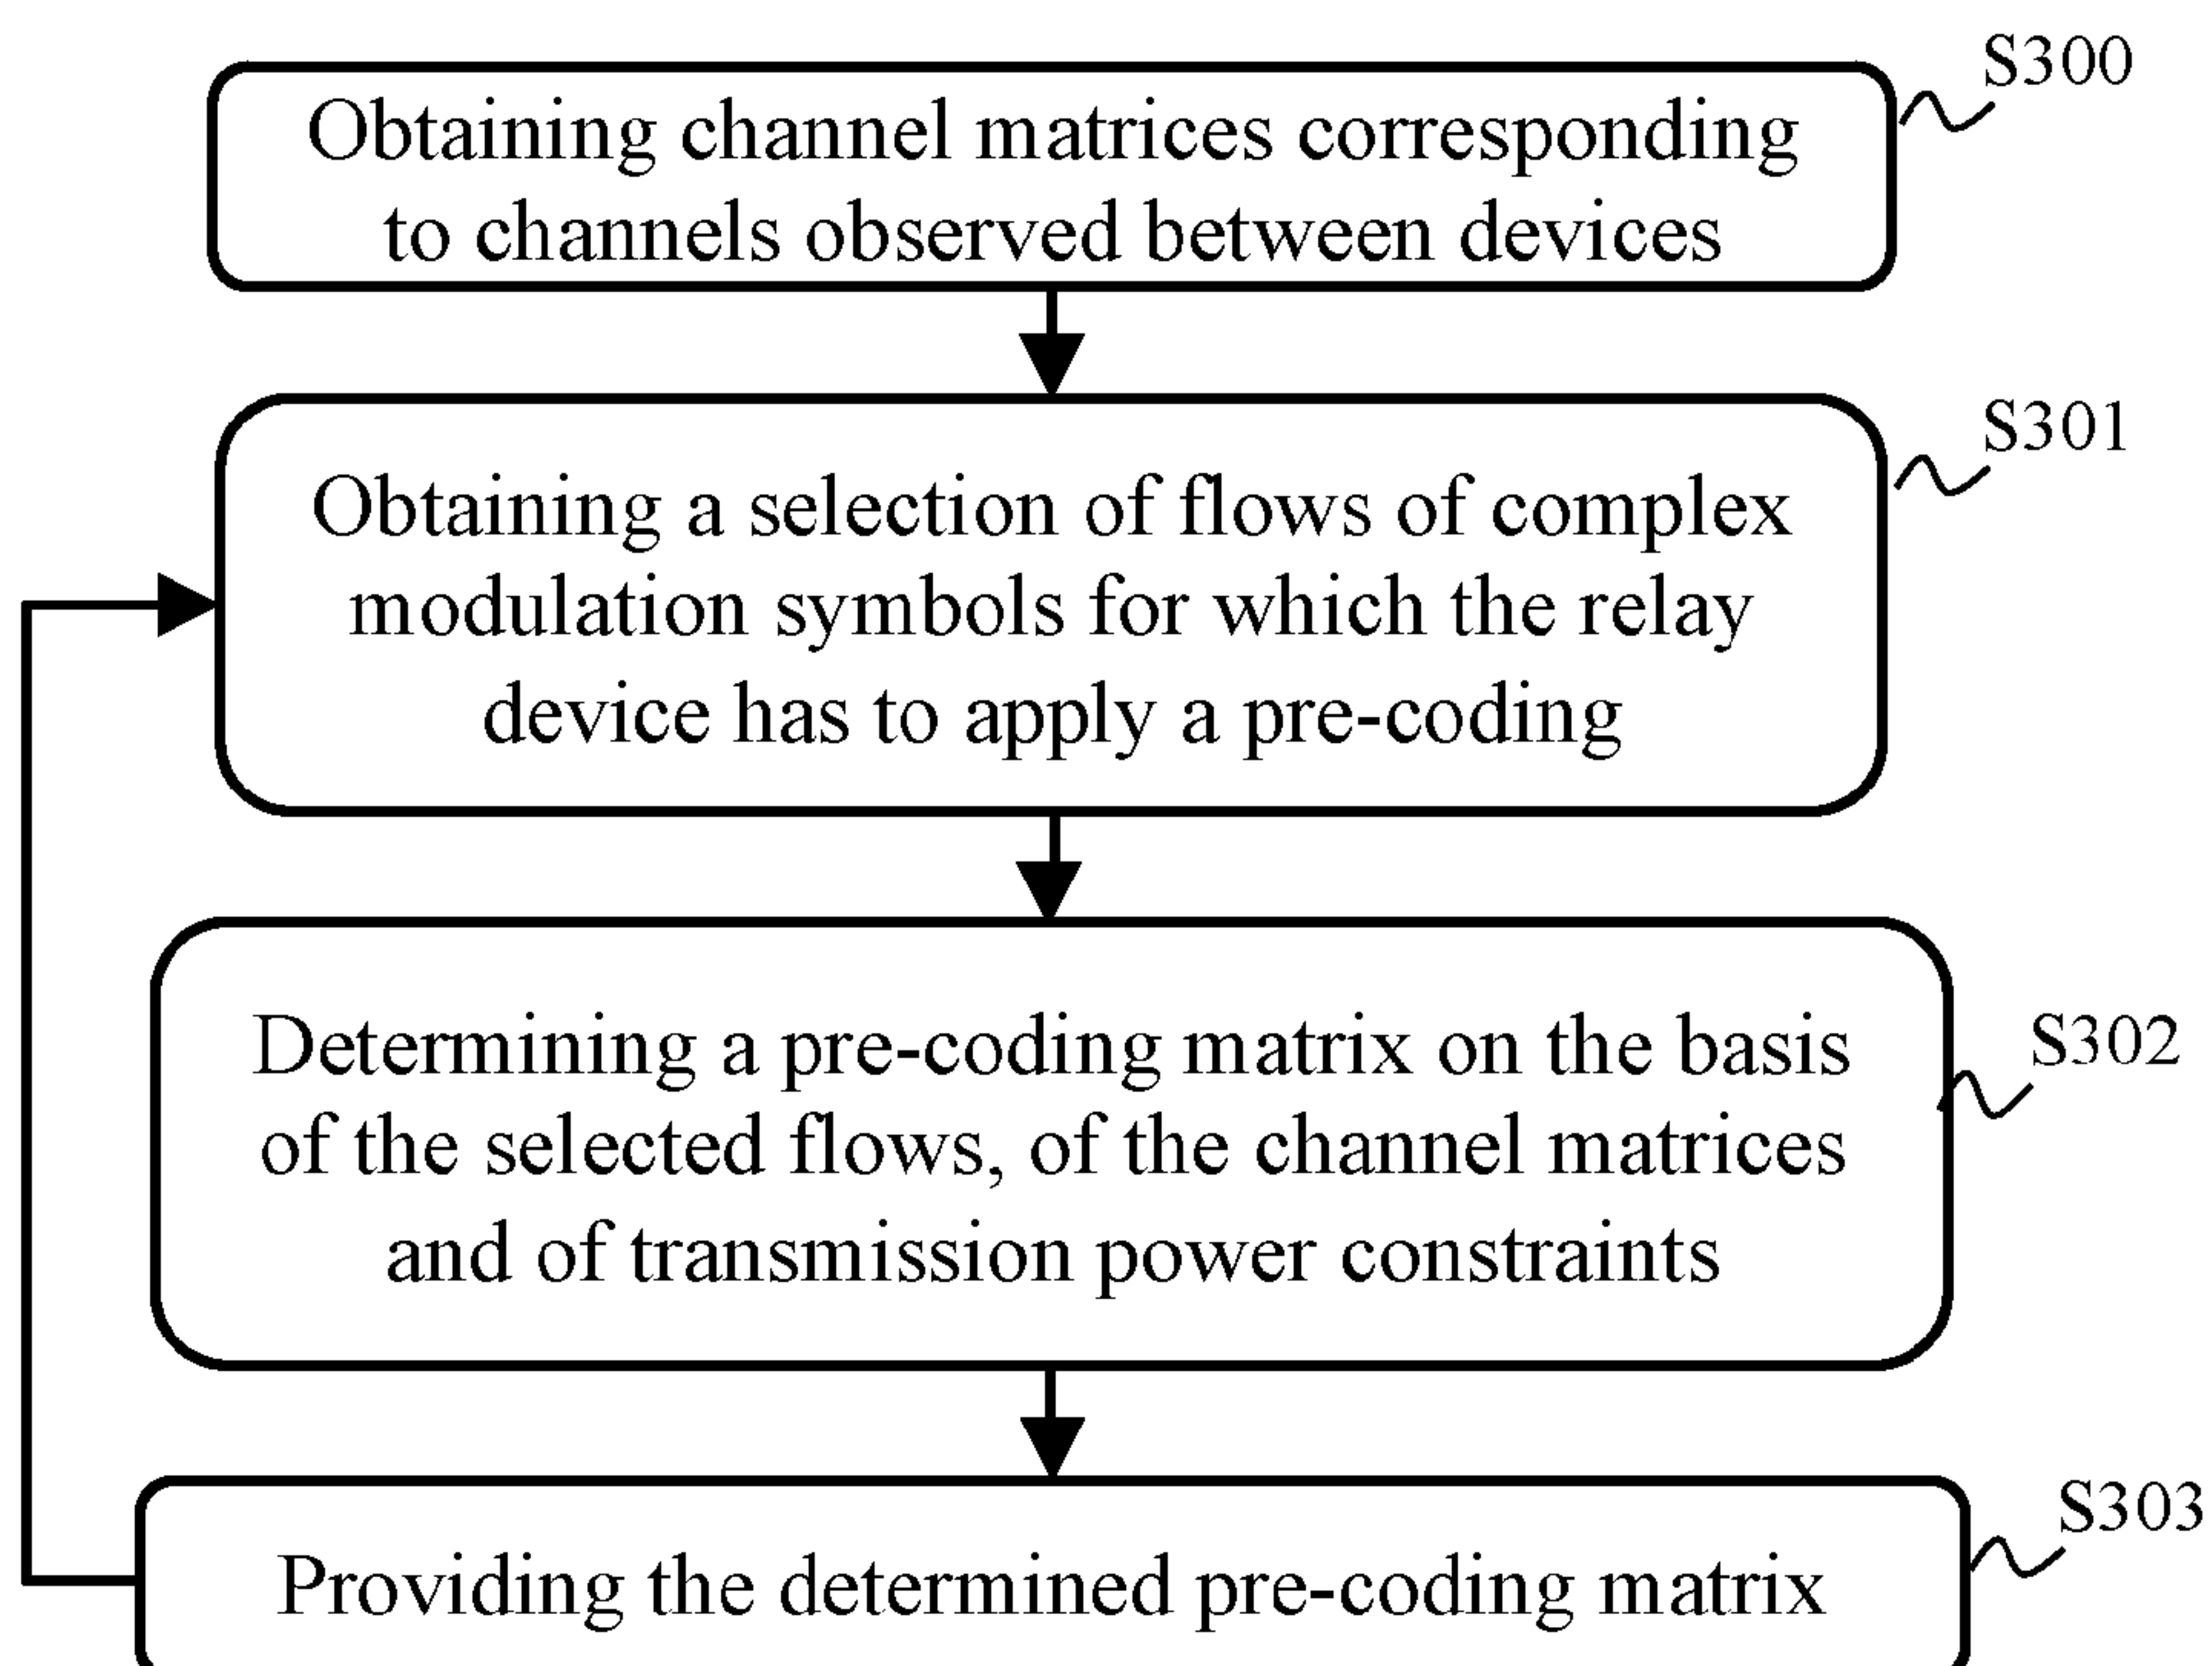 S300
Obtaining channel matrices corresponding
to channels observed between devices
S301
Obtaining a selection of flows of complex
modulation symbols for which the relay
device has to apply a pre-coding
S302
Determining a pre-coding matrix on the basis
of the selected flows, of the channel matrices
and of transmission power constraints
S303
Providing the determined pre-coding matrix